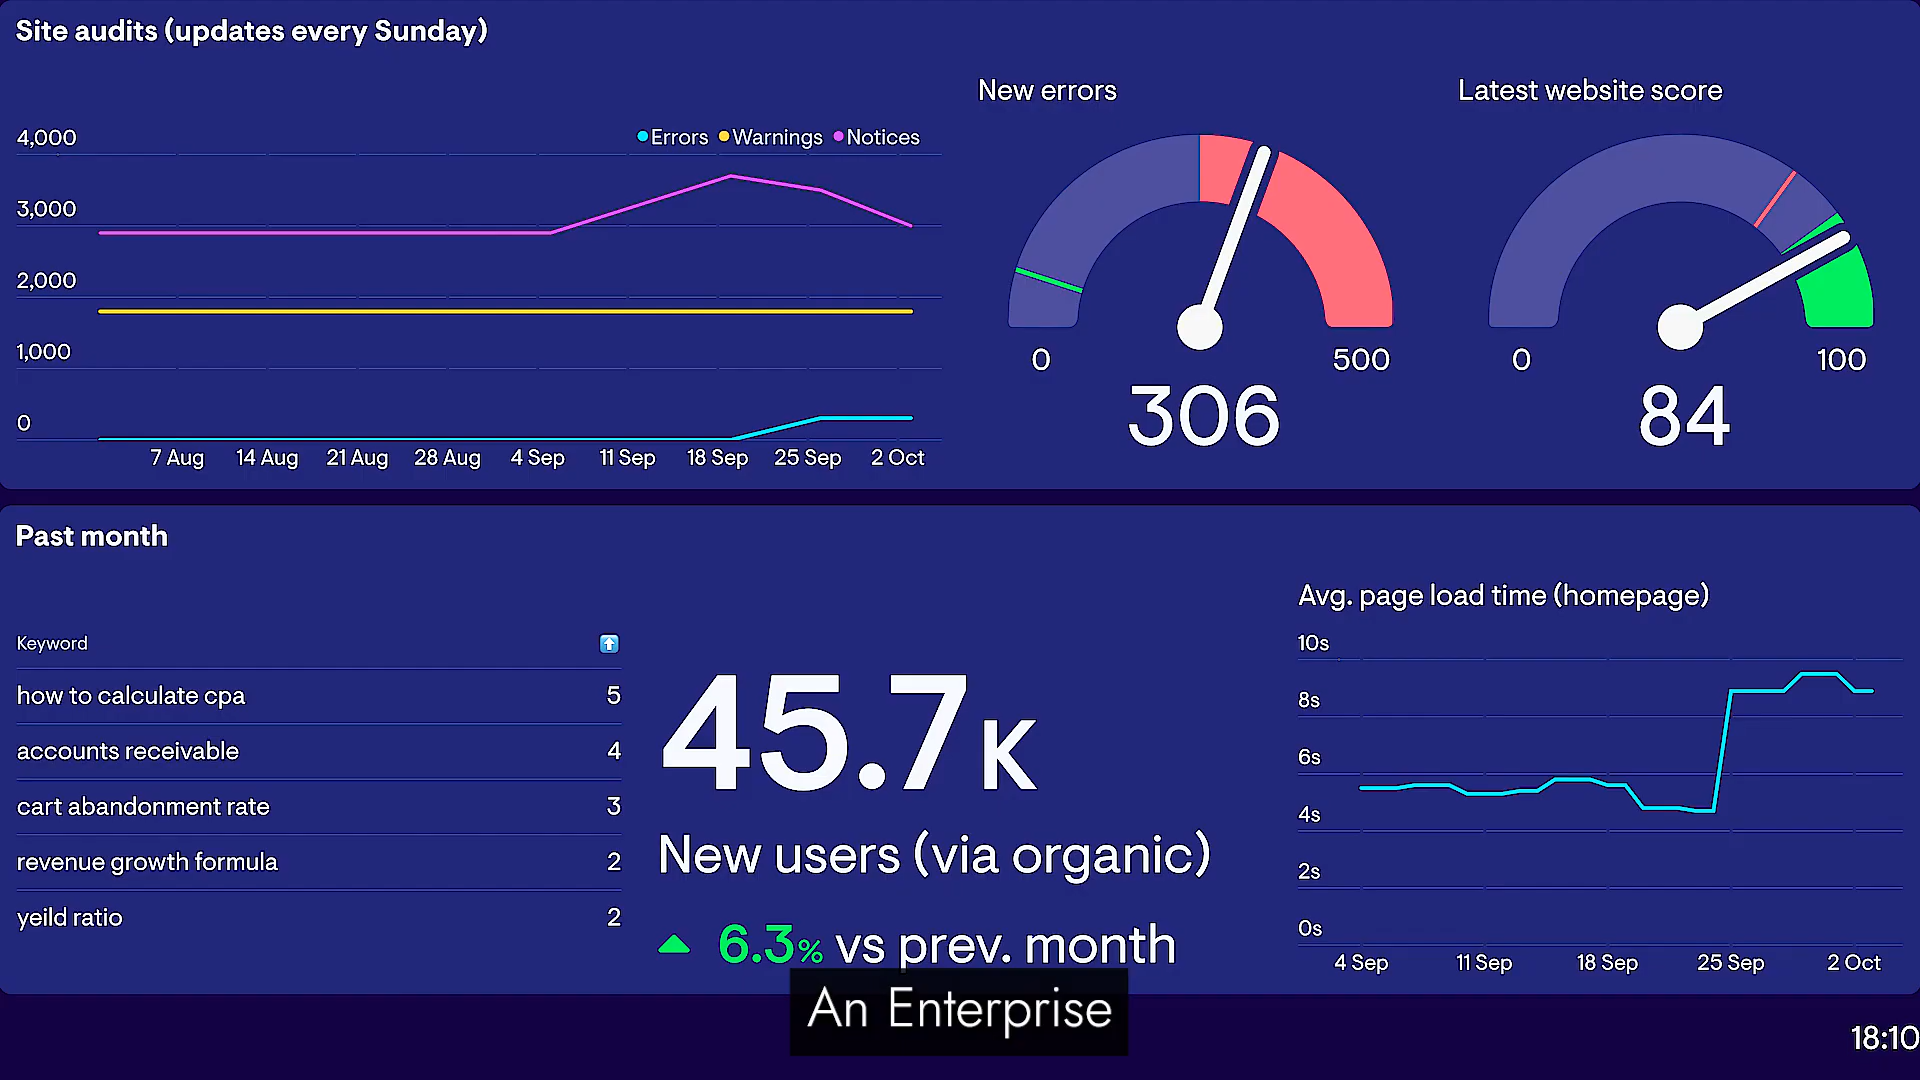 Site audits (updates every Sunday)
4,000
3,000
2,000
1,000
0
Errors Warnings Notices
7 Aug 14 Aug 21 Aug 28 Aug 4 Sep 11 Sep 18 Sep 25 Sep 2 Oct
New errors
0 500
306
Latest website score
0 100
84
Past month
Keyword
how to calculate cpa 5
accounts receivable 4
cart abandonment rate 3
revenue growth formula 2
yeild ratio 2
45.7K
New users (via organic)
6.3% vs prev. month
Avg. page load time (homepage)
10s
8s
6s
4s
2s
0s
4 Sep 11 Sep 18 Sep 25 Sep 2 Oct
An Enterprise
18:10